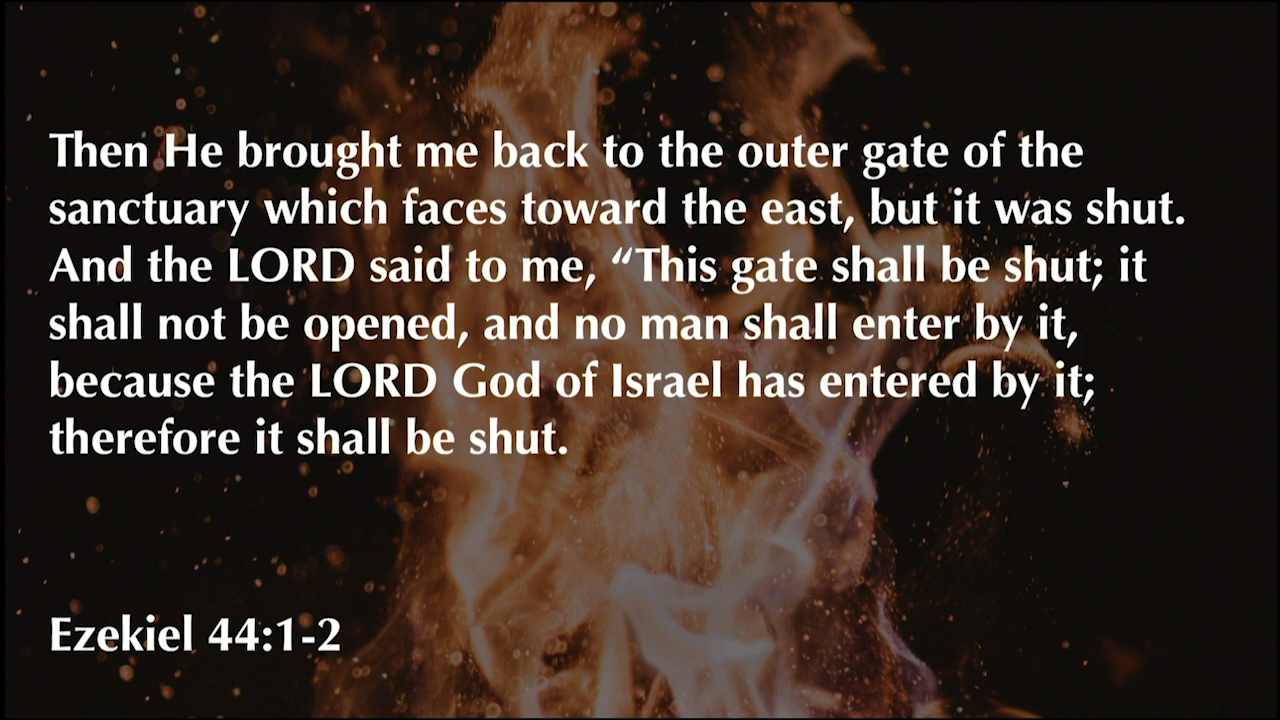 Then He brought me back to the outer gate of the
sanctuary which faces toward the east, but it was shut.
And the LORD said to me, “This gate shall be shut; it
shall not be opened, and no man shall enter by it,
because the LORD God of Israel has entered by it;
therefore it shall be shut.
Ezekiel 44:1-2